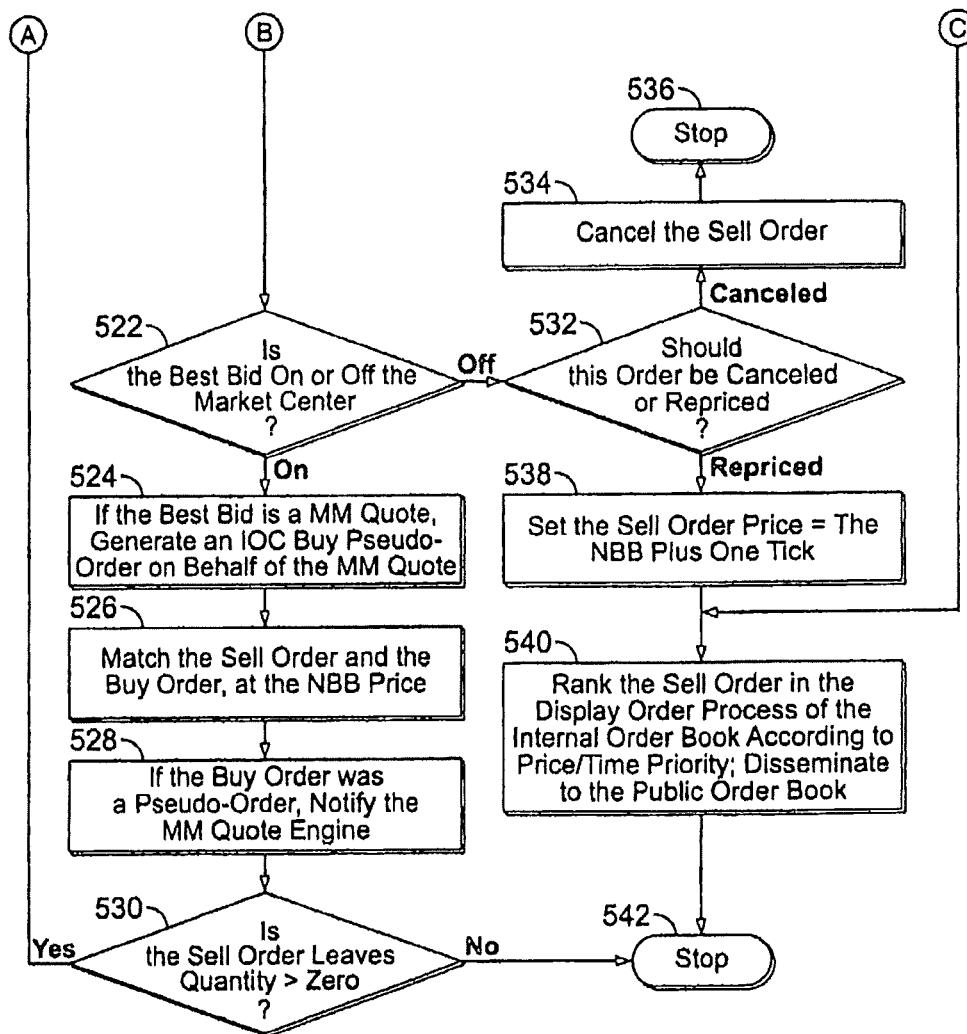 A
B
C
536
Stop
534
Cancel the Sell Order
Canceled
522
Is
the Best Bid On or Off the
Market Center
?
Off
532
Should
this Order be Canceled
or Repriced
?
On
Repriced
524
If the Best Bid is a MM Quote,
Generate an IOC Buy Pseudo-
Order on Behalf of the MM Quote
538
Set the Sell Order Price = The
NBB Plus One Tick
526
Match the Sell Order and the
Buy Order, at the NBB Price
540
Rank the Sell Order in the
Display Order Process of the
Internal Order Book According to
Price/Time Priority; Disseminate
to the Public Order Book
528
If the Buy Order was
a Pseudo-Order, Notify the
MM Quote Engine
530
Is
the Sell Order Leaves
Quantity > Zero
?
Yes
No
542
Stop